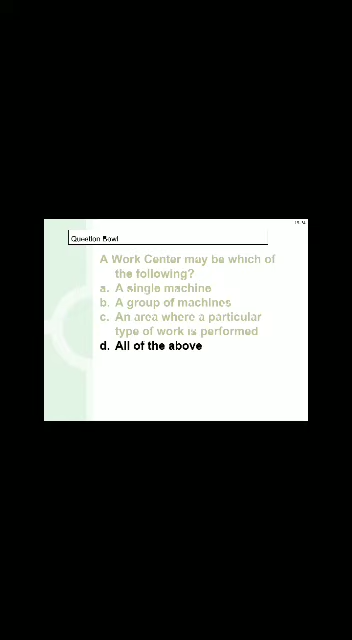 Question Bowl
A Work Center may be which of
the following?
a. A single machine
b. A group of machines
c. An area where a particular
type of work is performed
d. All of the above